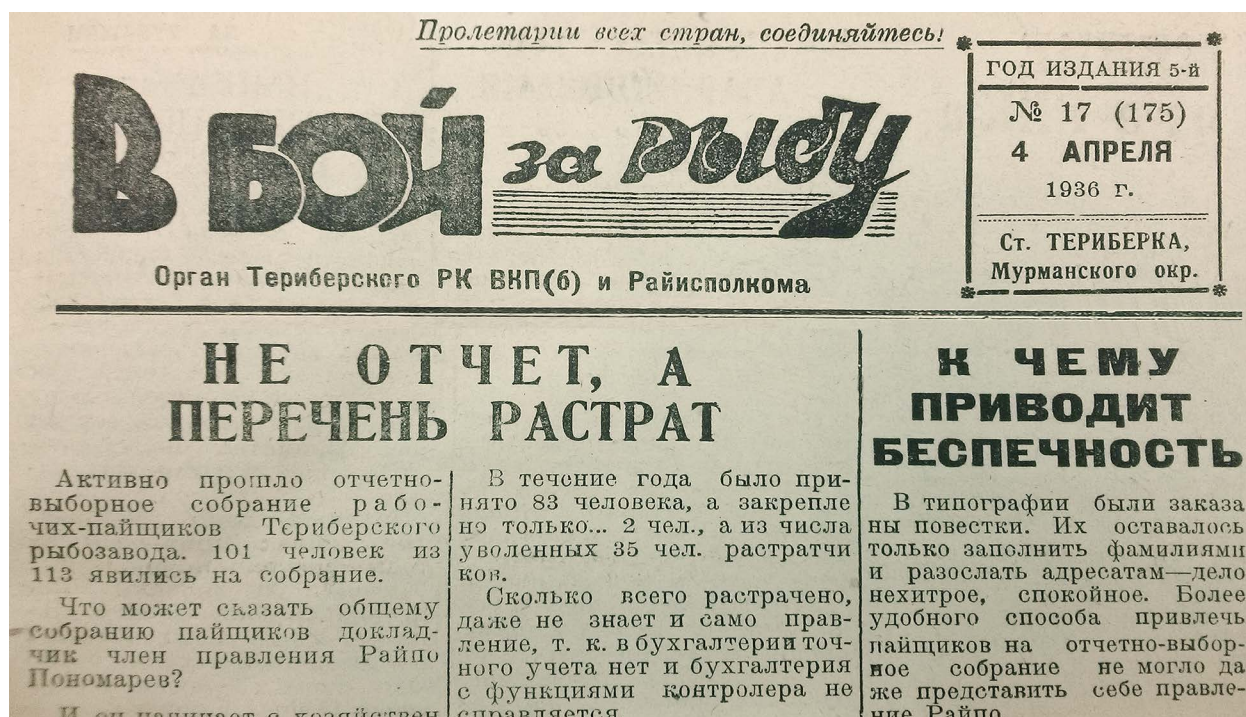 Пролетарии всех стран, соединяйтесь!
В БОЙ за РЫБУ
Орган Териберского РК ВКП(б) и Райисполкома
ГОД ИЗДАНИЯ 5-й
№ 17 (175)
4 АПРЕЛЯ
1936 г.
Ст. ТЕРИБЕРКА,
Мурманского окр.
НЕ ОТЧЕТ, А
ПЕРЕЧЕНЬ РАСТРАТ
Активно прошло отчетно-
выборное собрание рабо-
чих-пайщиков Териберского
рыбозавода. 101 человек из
113 явились на собрание.
Что может сказать общему
собранию пайщиков доклад-
чик член правления Райпо
Пономарев?
И он начинает с хозяйствен
В течение года было при-
нято 83 человека, а закрепле
но только... 2 чел., а из числа
уволенных 35 чел. растратчи
ков.
Сколько всего растрачено,
даже не знает и само прав-
ление, т. к. в бухгалтерии точ-
ного учета нет и бухгалтерия
с функциями контролера не
справляется.
К ЧЕМУ
ПРИВОДИТ
БЕСПЕЧНОСТЬ
В типографии были заказа
ны повестки. Их оставалось
только заполнить фамилиями
и разослать адресатам—дело
нехитрое, спокойное. Более
удобного способа привлечь
пайщиков на отчетно-выбор-
ное собрание не могло да
же представить себе правле-
ние Райпо.